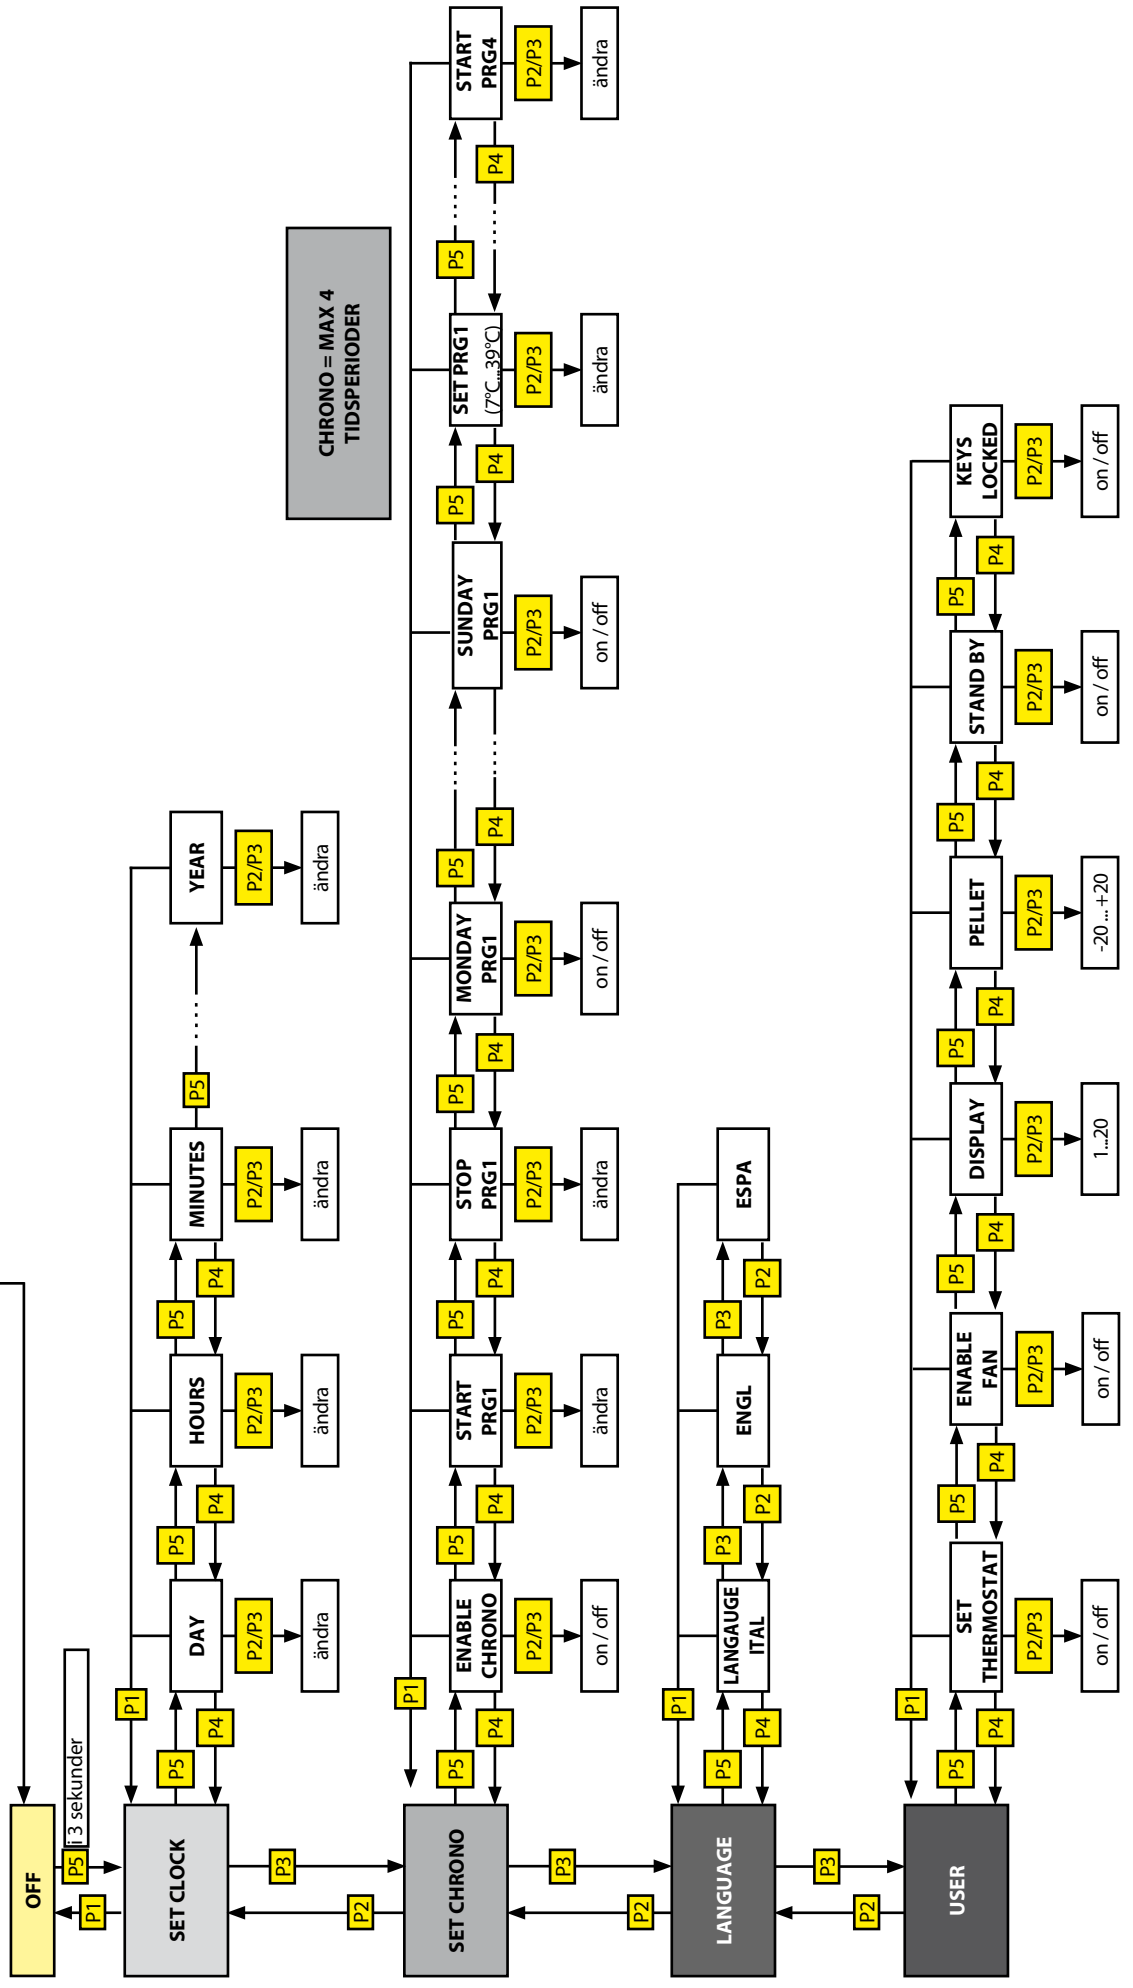 OFF
P1
P5
i 3 sekunder
SET CLOCK
P1
P5
P4
DAY
P2/P3
ändra
P5
P4
HOURS
P2/P3
ändra
P5
P4
MINUTES
P2/P3
ändra
P5
YEAR
P2/P3
ändra
P2
P3
CHRONO = MAX 4
TIDSPERIODER
SET CHRONO
P1
P5
P4
ENABLE
CHRONO
P2/P3
on / off
P5
P4
START
PRG1
P2/P3
ändra
P5
P4
STOP
PRG1
P2/P3
ändra
P5
P4
MONDAY
PRG1
P2/P3
on / off
P5
P4
SUNDAY
PRG1
P2/P3
on / off
P5
P4
SET PRG1
(7°C...39°C)
P2/P3
ändra
P5
P4
START
PRG4
P2/P3
ändra
P2
P3
LANGUAGE
P1
P5
P4
LANGAUGE
ITAL
P3
P2
ENGL
P3
P2
ESPA
P2
P3
USER
P1
P5
P4
SET
THERMOSTAT
P2/P3
on / off
P5
P4
ENABLE
FAN
P2/P3
on / off
P5
P4
DISPLAY
P2/P3
1...20
P5
P4
PELLET
P2/P3
-20 ... +20
P5
P4
STAND BY
P2/P3
on / off
P5
P4
KEYS
LOCKED
P2/P3
on / off